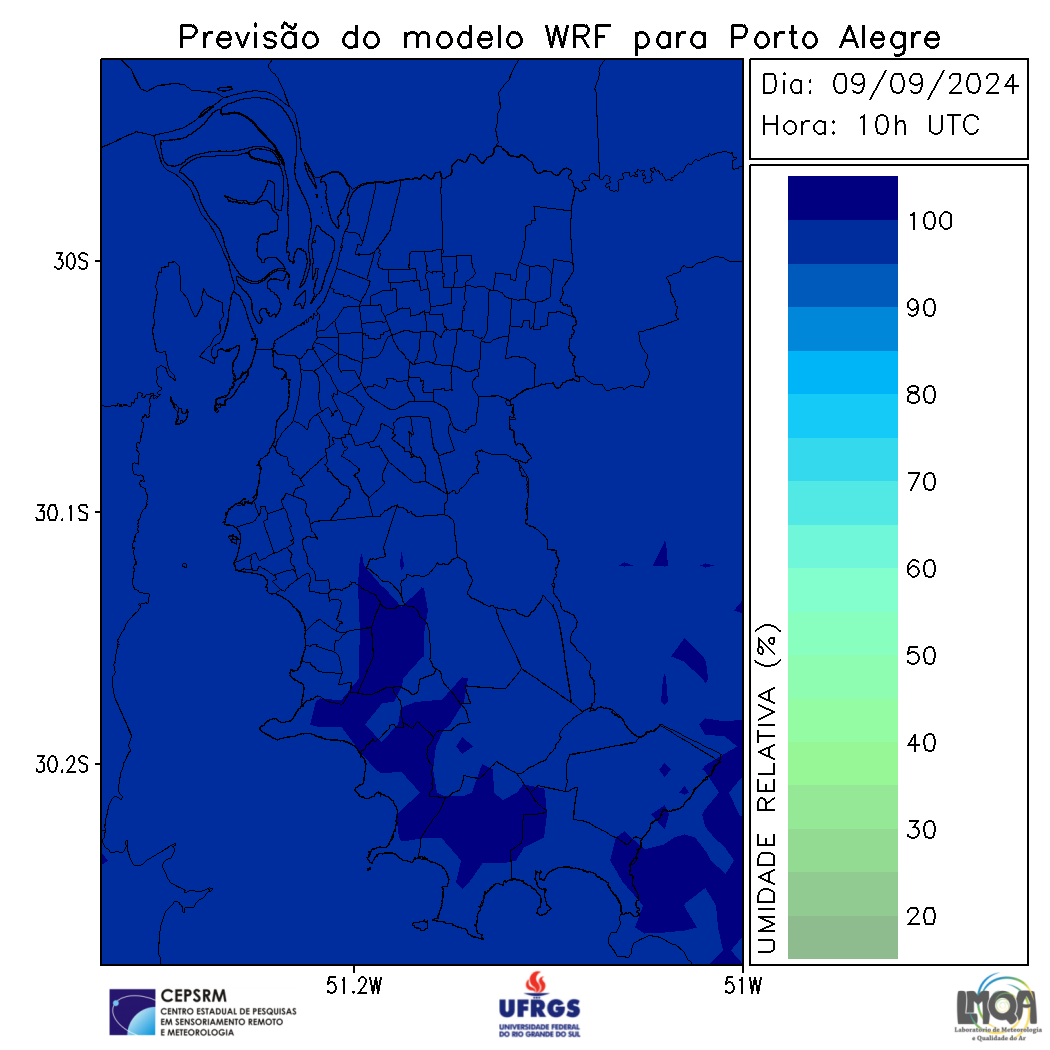 Previsão do modelo WRF para Porto Alegre
Dia: 09/09/2024
Hora: 10h UTC
30S
30.1S
30.2S
51.2W
51W
100
90
80
70
60
50
40
30
20
UMIDADE RELATIVA (%)
CEPSRM
CENTRO ESTADUAL DE PESQUISAS
EM SENSORIAMENTO REMOTO
E METEOROLOGIA
UFRGS
UNIVERSIDADE FEDERAL
DO RIO GRANDE DO SUL
LMQA
Laboratório de Meteorologia
e Qualidade do Ar